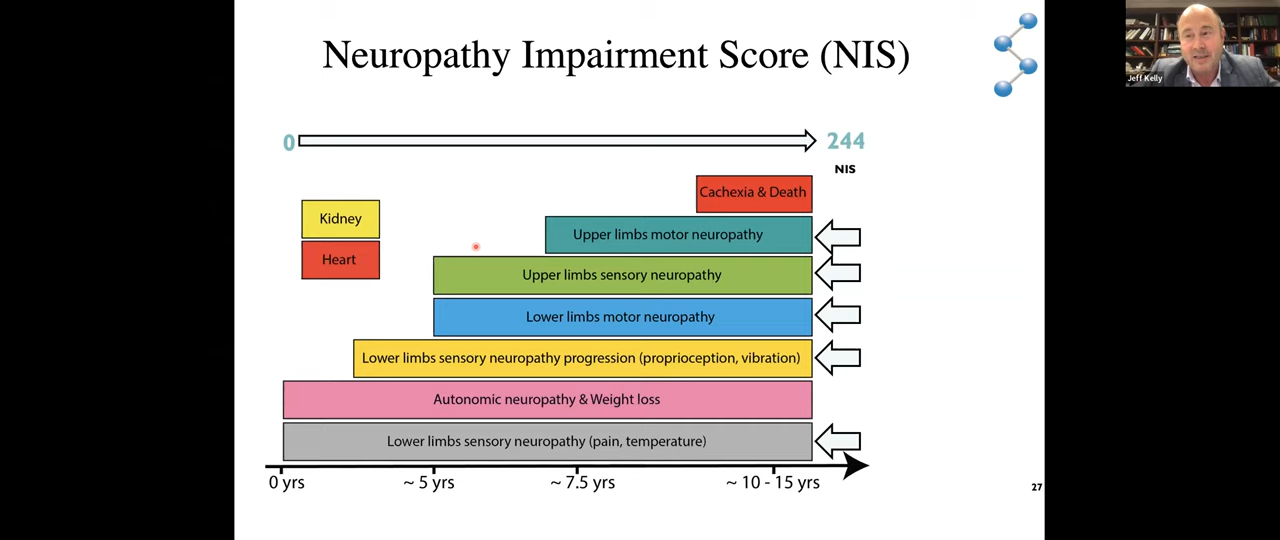 Neuropathy Impairment Score (NIS)
Jeff Kelly
0
244
NIS
Cachexia & Death
Kidney
Upper limbs motor neuropathy
Heart
Upper limbs sensory neuropathy
Lower limbs motor neuropathy
Lower limbs sensory neuropathy progression (proprioception, vibration)
Autonomic neuropathy & Weight loss
Lower limbs sensory neuropathy (pain, temperature)
0 yrs
~ 5 yrs
~ 7.5 yrs
~ 10 - 15 yrs
27